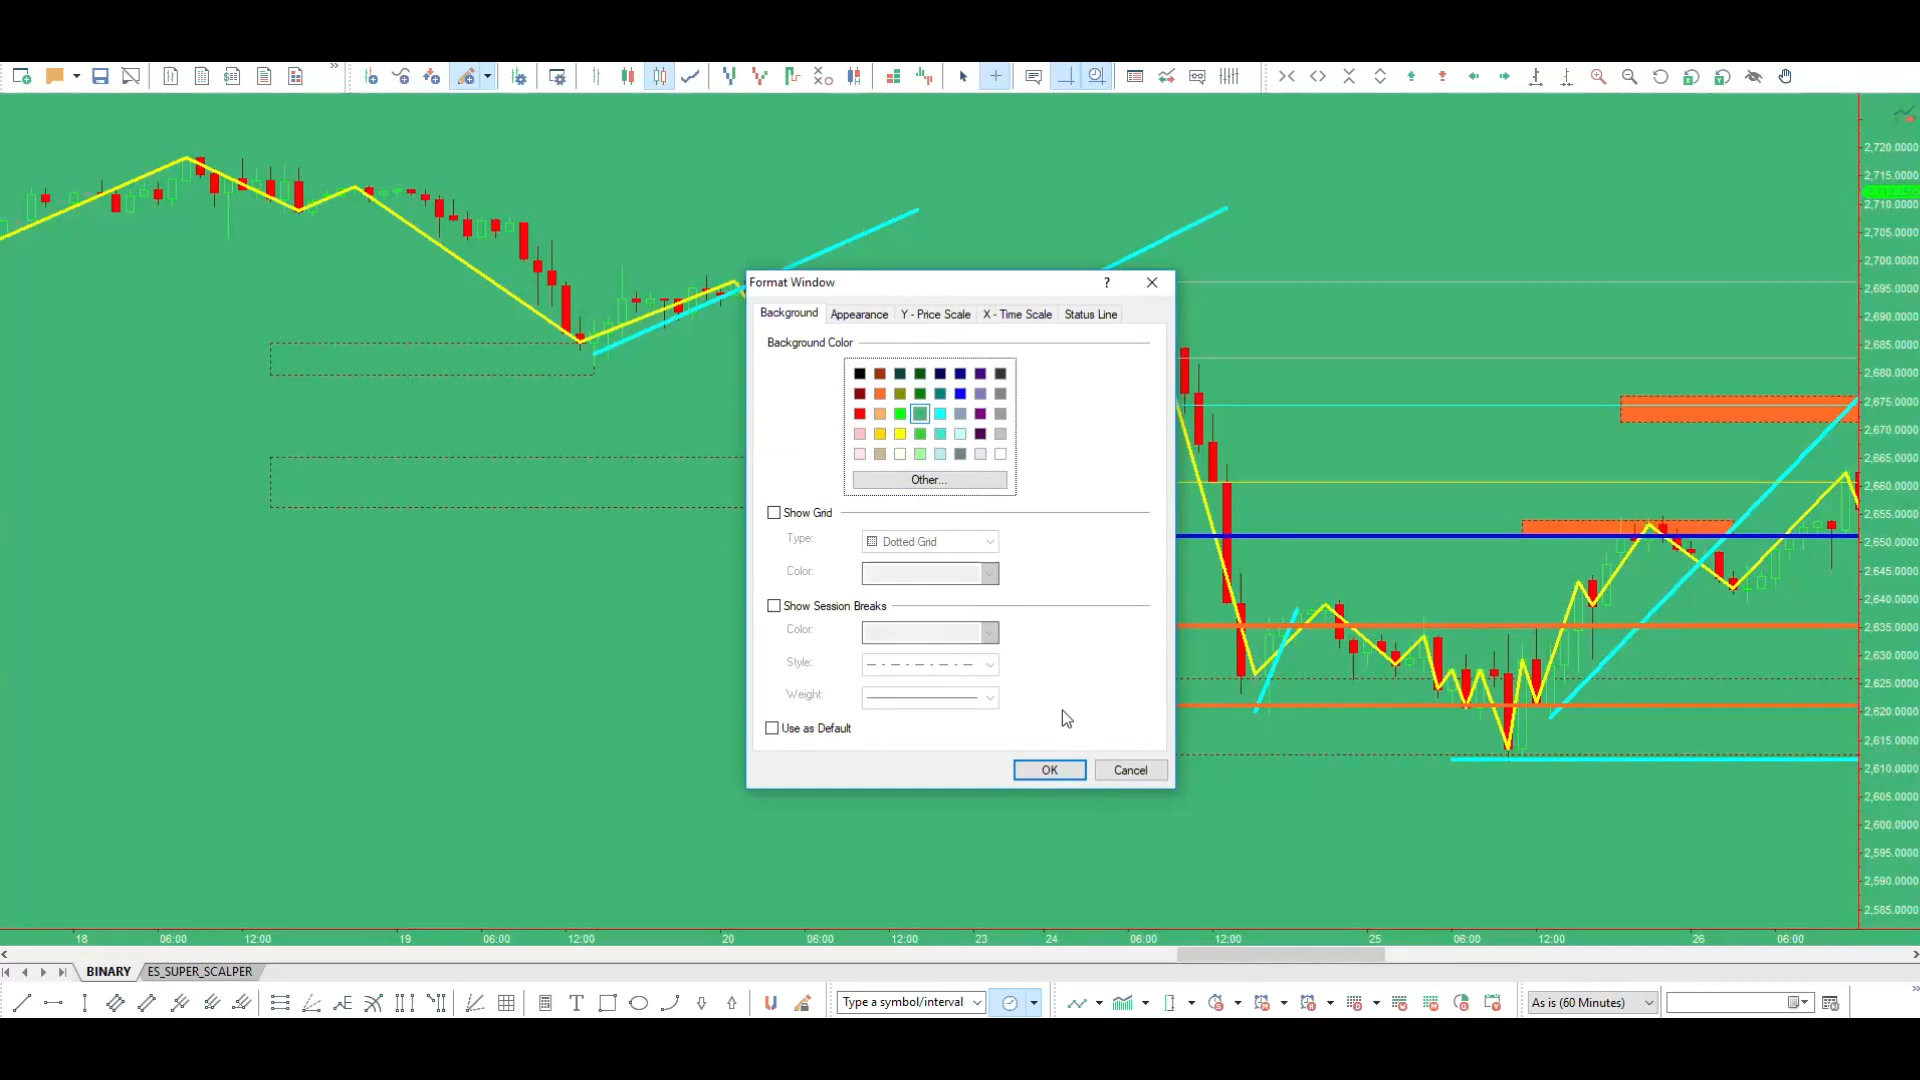 2,720.0000
2,715.0000
2,710.0000
2,705.0000
2,700.0000
2,695.0000
2,690.0000
2,685.0000
2,680.0000
2,675.0000
2,670.0000
2,665.0000
2,660.0000
2,655.0000
2,650.0000
2,645.0000
2,640.0000
2,635.0000
2,630.0000
2,625.0000
2,620.0000
2,615.0000
2,610.0000
2,605.0000
2,600.0000
2,595.0000
2,590.0000
2,585.0000
Format Window
?
Background Appearance Y - Price Scale X - Time Scale Status Line
Background Color
Other...
Show Grid
Type: Dotted Grid
Color:
Show Session Breaks
Color:
Style:
Weight:
Use as Default
OK Cancel
18 06:00 12:00 19 06:00 12:00 20 06:00 12:00 23 24 06:00 12:00 25 06:00 12:00 26 06:00
BINARY ES_SUPER_SCALPER
Type a symbol/interval As is (60 Minutes)